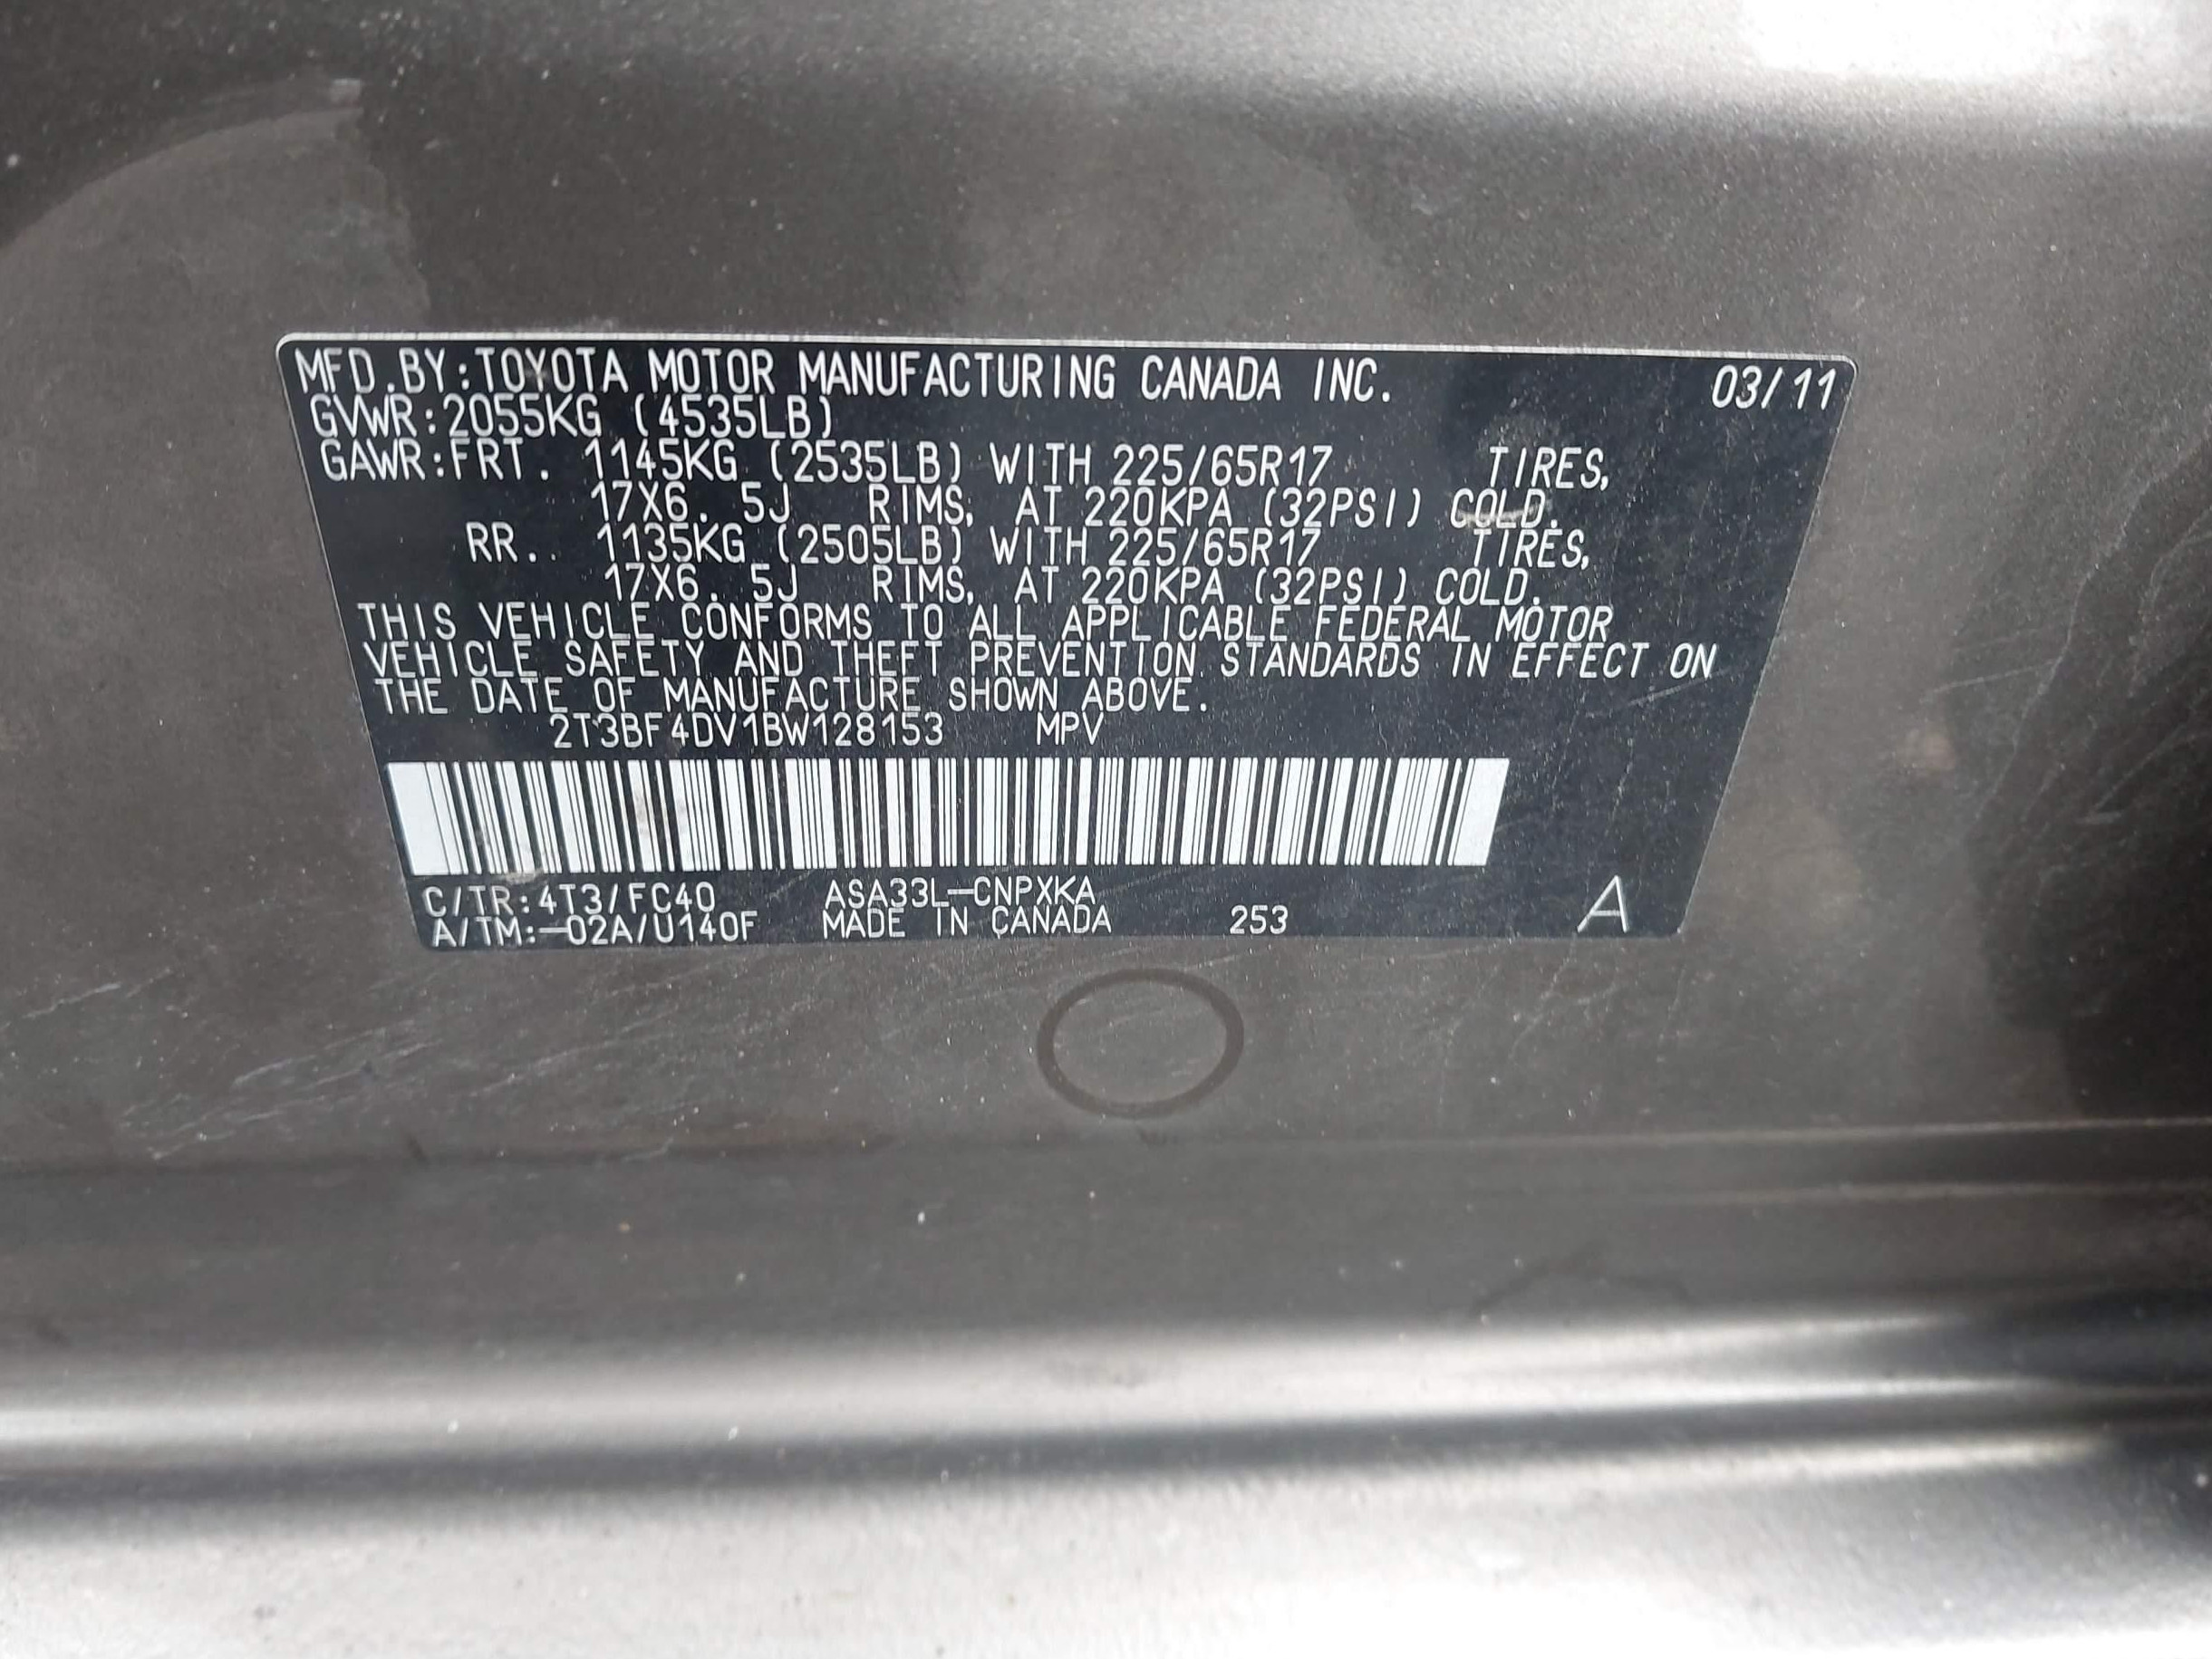 MFD.BY:TOYOTA MOTOR MANUFACTURING CANADA INC. 03/11
GVWR:2055KG (4535LB)
GAWR:FRT. 1145KG (2535LB) WITH 225/65R17 TIRES,
17X6. 5J RIMS, AT 220KPA (32PSI) COLD.
RR.. 1135KG (2505LB) WITH 225/65R17 TIRES,
17X6. 5J RIMS, AT 220KPA (32PSI) COLD.
THIS VEHICLE CONFORMS TO ALL APPLICABLE FEDERAL MOTOR
VEHICLE SAFETY AND THEFT PREVENTION STANDARDS IN EFFECT ON
THE DATE OF MANUFACTURE SHOWN ABOVE.
2T3BF4DV1BW128153 MPV
C/TR:4T3/FC40 ASA33L-CNPXKA
A/TM:-02A/U140F MADE IN CANADA 253 A